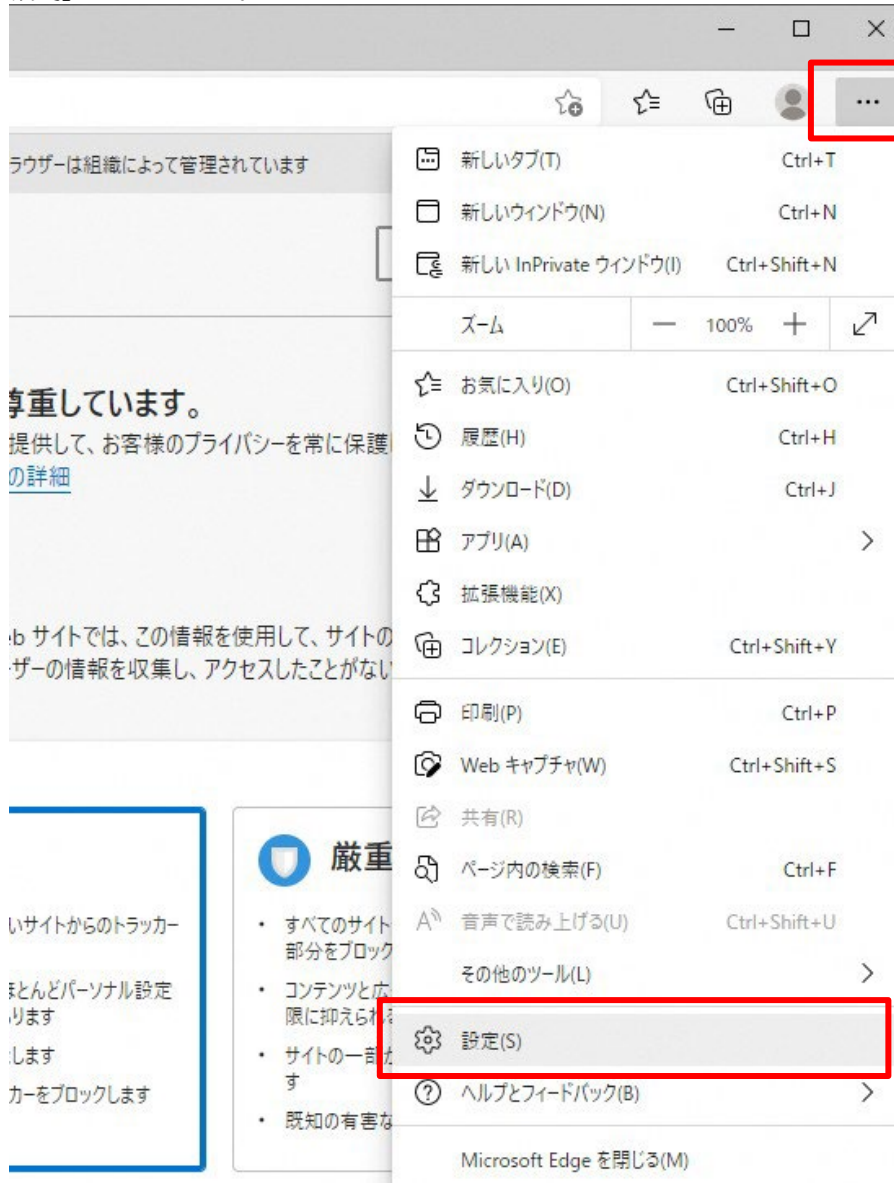 ラウザーは組織によって管理されています
尊重しています。
提供して、お客様のプライバシーを常に保護
の詳細
eb サイトでは、この情報を使用して、サイトの
ーザーの情報を収集し、アクセスしたことがない
いサイトからのトラッカー
ほとんどパーソナル設定
ります
します
カーをブロックします
厳重
• すべてのサイト
部分をブロック
• コンテンツと広
限に抑えられ
• サイトの一部が
す
• 既知の有害な
新しいタブ(T) Ctrl+T
新しいウィンドウ(N) Ctrl+N
新しい InPrivate ウィンドウ(I) Ctrl+Shift+N
ズーム — 100% +
お気に入り(O) Ctrl+Shift+O
履歴(H) Ctrl+H
ダウンロード(D) Ctrl+J
アプリ(A)
拡張機能(X)
コレクション(E) Ctrl+Shift+Y
印刷(P) Ctrl+P
Web キャプチャ(W) Ctrl+Shift+S
共有(R)
ページ内の検索(F) Ctrl+F
音声で読み上げる(U) Ctrl+Shift+U
その他のツール(L)
設定(S)
ヘルプとフィードバック(B)
Microsoft Edge を閉じる(M)